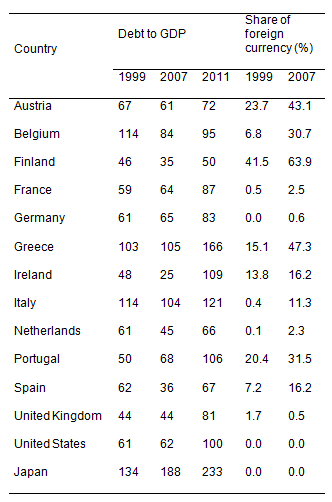 Country Debt to GDP Share of
foreign
currency (%)
1999 2007 2011 1999 2007
Austria 67 61 72 23.7 43.1
Belgium 114 84 95 6.8 30.7
Finland 46 35 50 41.5 63.9
France 59 64 87 0.5 2.5
Germany 61 65 83 0.0 0.6
Greece 103 105 166 15.1 47.3
Ireland 48 25 109 13.8 16.2
Italy 114 104 121 0.4 11.3
Netherlands 61 45 66 0.1 2.3
Portugal 50 68 106 20.4 31.5
Spain 62 36 67 7.2 16.2
United Kingdom 44 44 81 1.7 0.5
United States 61 62 100 0.0 0.0
Japan 134 188 233 0.0 0.0